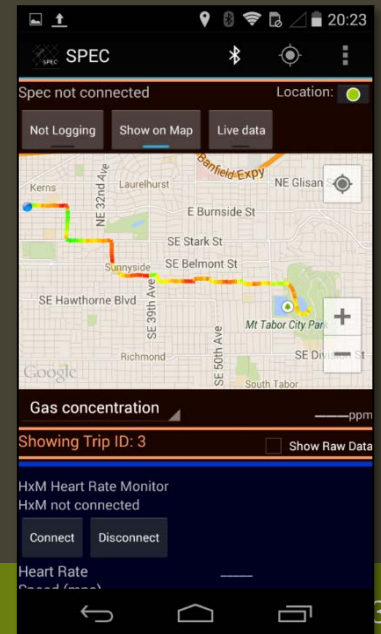 20:23
SPEC
SPEC
Spec not connected
Location:
Not Logging
Show on Map
Live data
Banfield Expy
NE Glisan S
Kerns
NE 32nd Ave
Laurelhurst
E Burnside St
SE Stark St
Sunnyside
SE Belmont St
SE Hawthorne Blvd
SE 39th Ave
Mt Tabor City Park
Richmond
SE 50th Ave
SE Division St
Google
South Tabor
Gas concentration
ppm
Showing Trip ID: 3
Show Raw Data
HxM Heart Rate Monitor
HxM not connected
Connect
Disconnect
Heart Rate
3